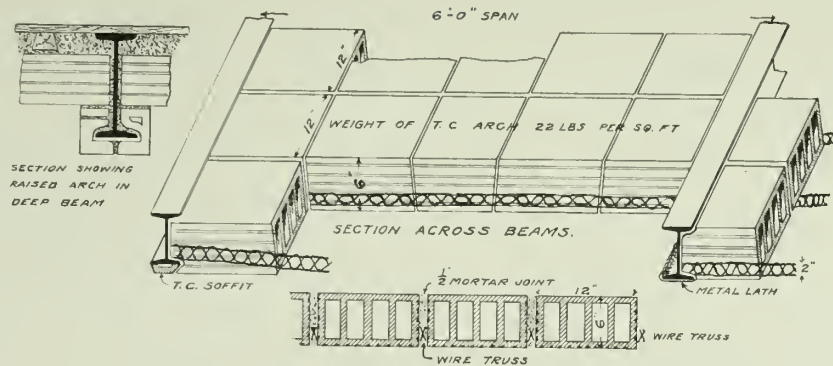 6'-0" SPAN
12"
12"
WEIGHT OF T.C ARCH 22 LBS PER SQ. FT
6"
SECTION SHOWING
RAISED ARCH IN
DEEP BEAM
SECTION ACROSS BEAMS.
T.C. SOFFIT
2"
METAL LATH
1/2" MORTAR JOINT
12"
6"
WIRE TRUSS
WIRE TRUSS